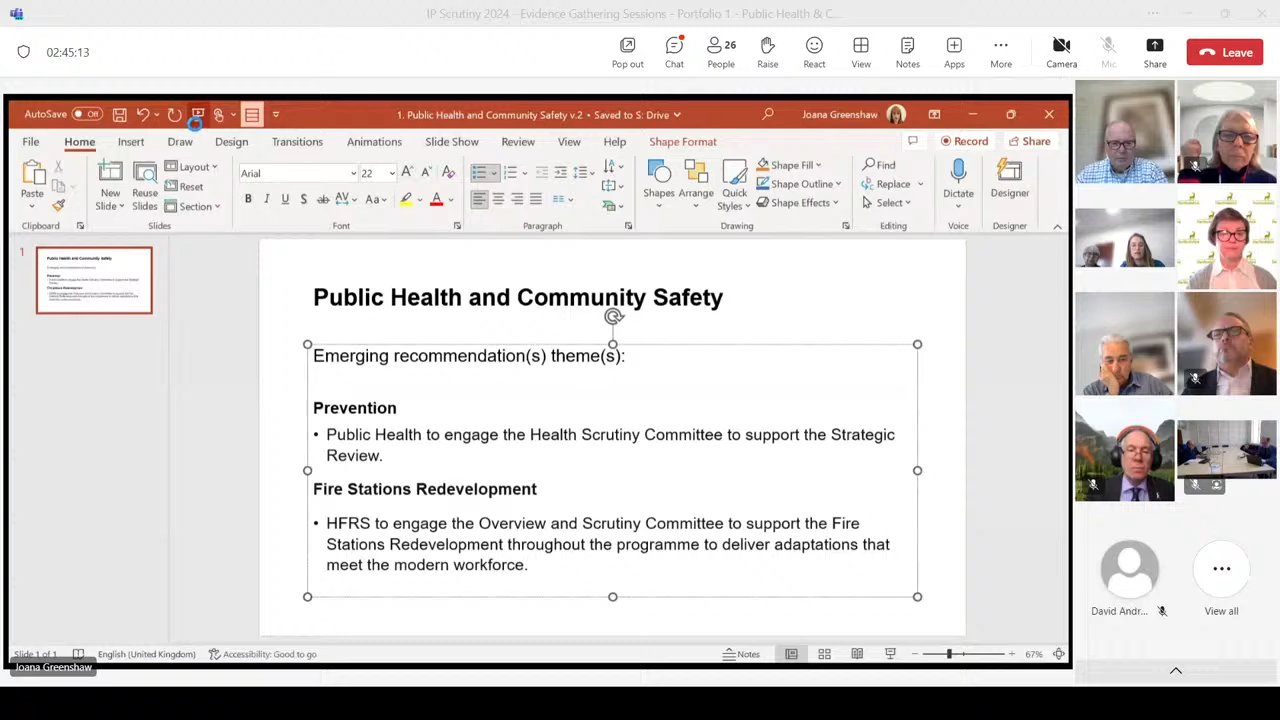 IP Scrutiny 2024 - Evidence Gathering Sessions - Portfolio 1 - Public Health & C...
02:45:13
Pop out
Chat
26
People
Raise
React
View
Notes
Apps
More
Camera
Mic
Share
Leave
AutoSave Off
1. Public Health and Community Safety v.2 • Saved to S: Drive
Joana Greenshaw
File Home Insert Draw Design Transitions Animations Slide Show Review View Help Shape Format
Record Share
Paste
Clipboard
New Slides
Reuse Slides
Layout
Reset
Section
Slides
Arial 22
Font
Paragraph
Shapes
Arrange
Quick Styles
Shape Fill
Shape Outline
Shape Effects
Drawing
Find
Replace
Select
Editing
Dictate
Voice
Designer
Designer
1
Public Health and Community Safety
Public Health and Community Safety
Emerging recommendation(s) theme(s):
Prevention
• Public Health to engage the Health Scrutiny Committee to support the Strategic
Review.
Fire Stations Redevelopment
• HFRS to engage the Overview and Scrutiny Committee to support the Fire
Stations Redevelopment throughout the programme to deliver adaptations that
meet the modern workforce.
Slide 1 of 1 English (United Kingdom) Accessibility: Good to go Notes 67%
Joana Greenshaw
David Andr...
View all